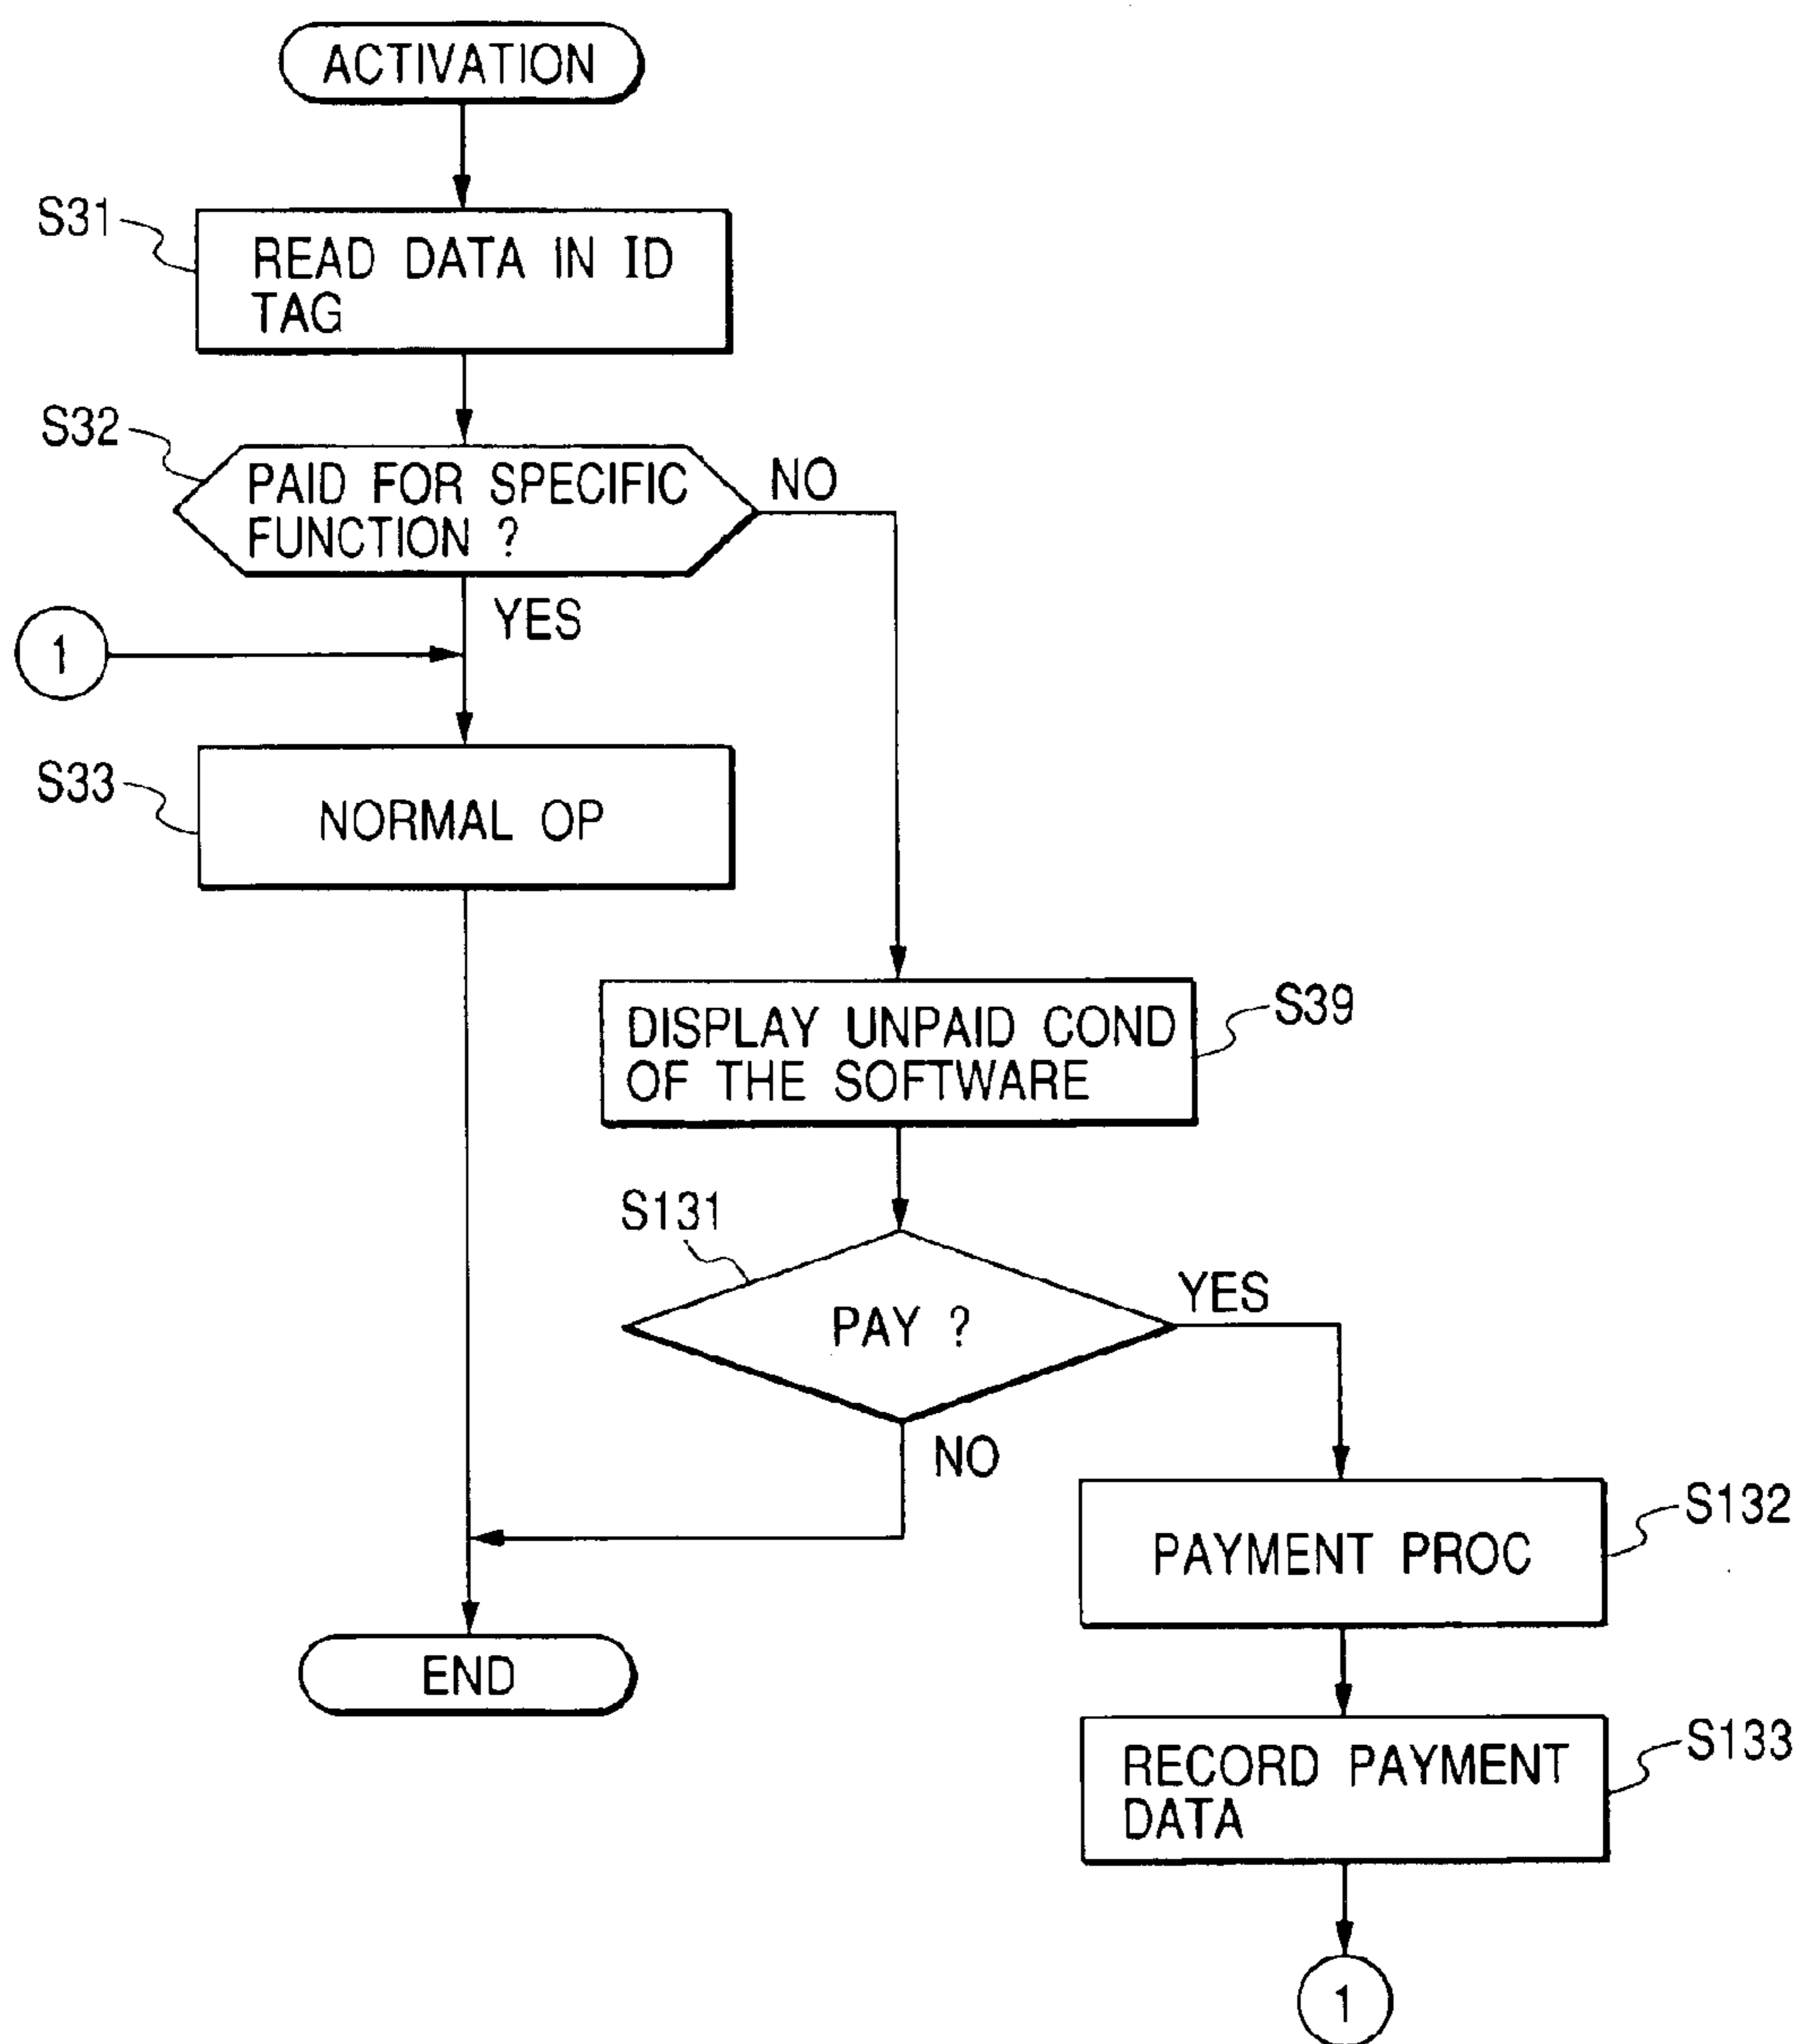 ACTIVATION
S31
READ DATA IN ID
TAG
S32
PAID FOR SPECIFIC
FUNCTION ?
NO
YES
1
S33
NORMAL OP
DISPLAY UNPAID COND
OF THE SOFTWARE
S39
S131
PAY ?
YES
NO
PAYMENT PROC
S132
END
RECORD PAYMENT
DATA
S133
1